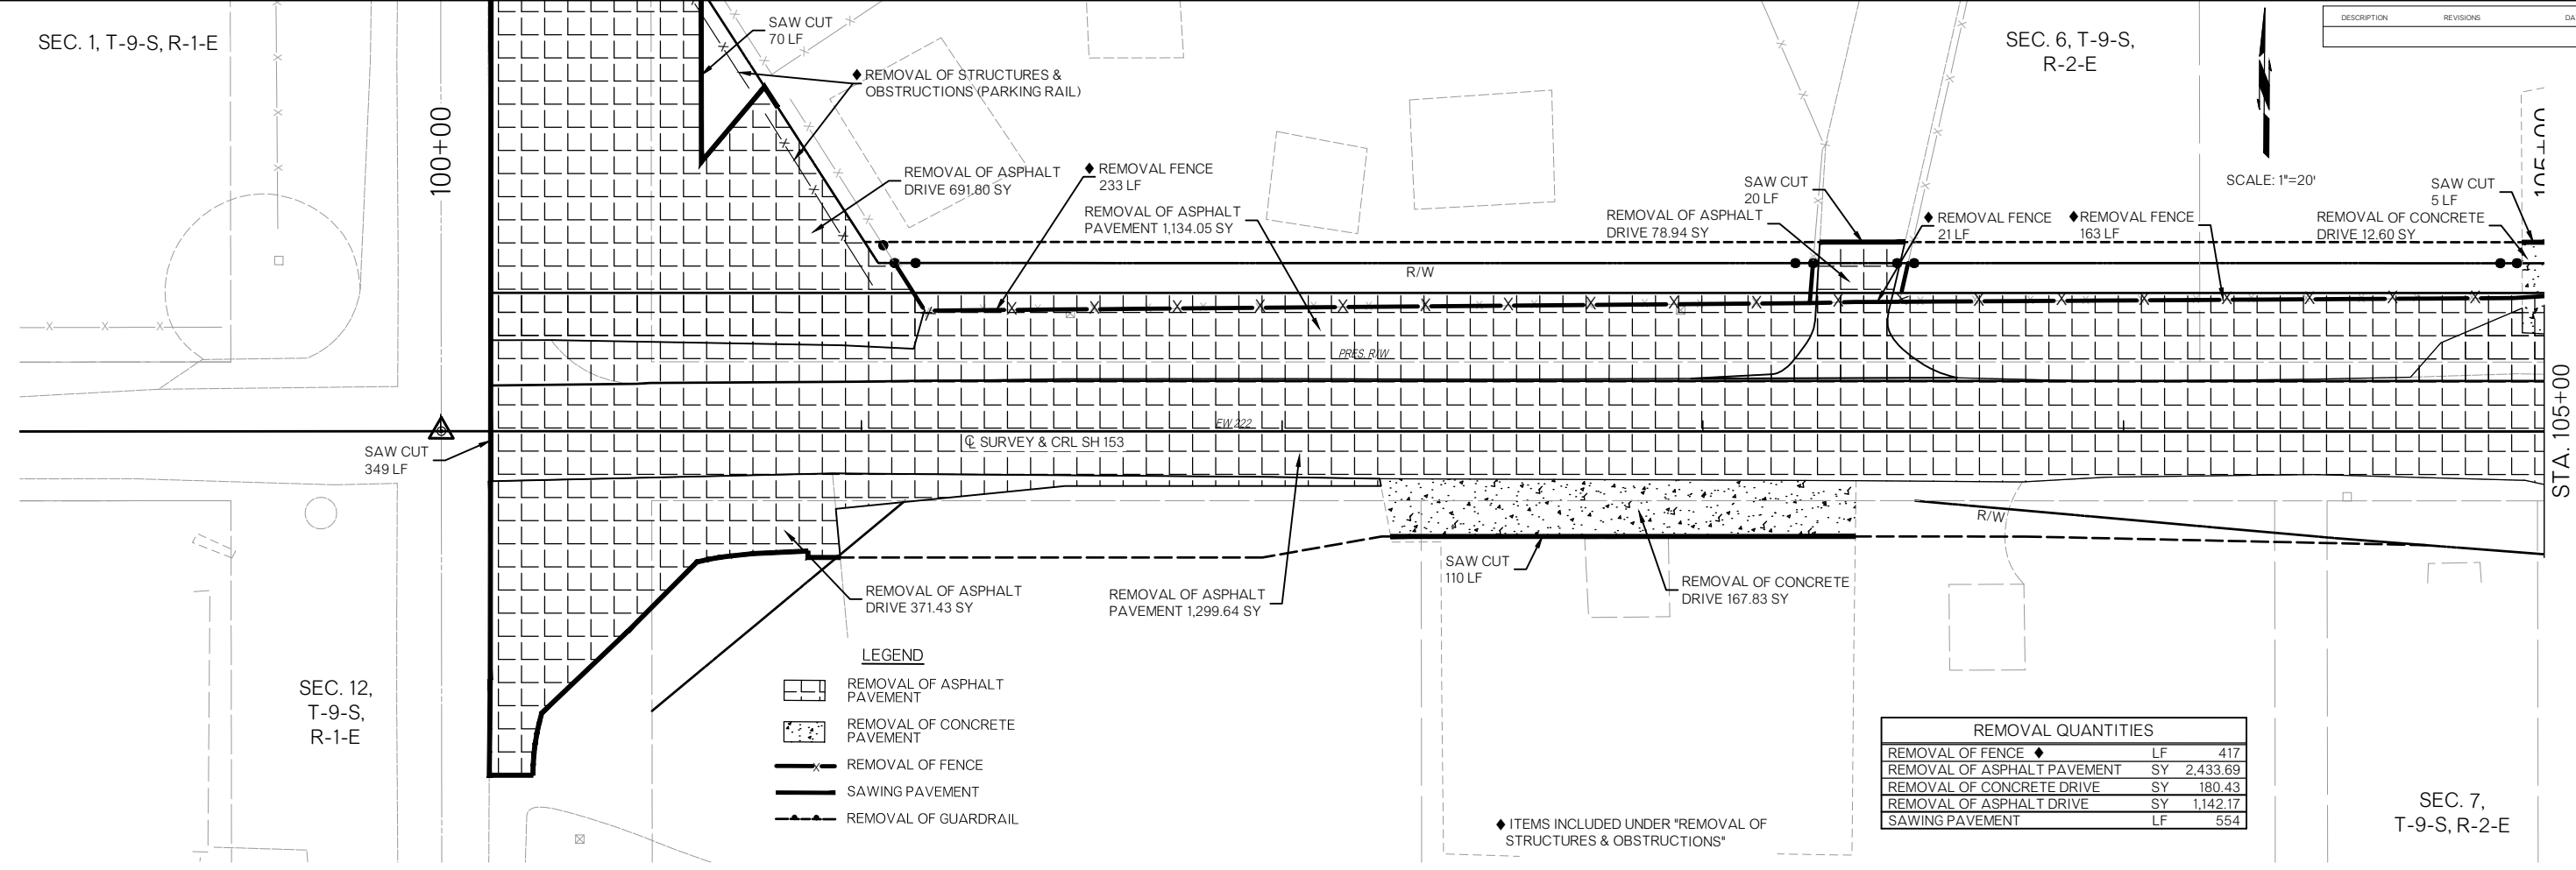 SEC. 1, T-9-S, R-1-E
100+00
SAW CUT
70 LF
♦ REMOVAL OF STRUCTURES &
OBSTRUCTIONS (PARKING RAIL)
REMOVAL OF ASPHALT
DRIVE 691.80 SY
♦ REMOVAL FENCE
233 LF
REMOVAL OF ASPHALT
PAVEMENT 1,134.05 SY
R/W
SEC. 6, T-9-S,
R-2-E
DESCRIPTION REVISIONS DA
SCALE: 1"=20'
SAW CUT
20 LF
REMOVAL OF ASPHALT
DRIVE 78.94 SY
♦ REMOVAL FENCE
21 LF
♦REMOVAL FENCE
163 LF
SAW CUT
5 LF
REMOVAL OF CONCRETE
DRIVE 12.60 SY
105+00
PRES. R/W
EW 222
℄ SURVEY & CRL SH 153
SAW CUT
349 LF
STA. 105+00
R/W
SAW CUT
110 LF
REMOVAL OF CONCRETE
DRIVE 167.83 SY
REMOVAL OF ASPHALT
DRIVE 371.43 SY
REMOVAL OF ASPHALT
PAVEMENT 1,299.64 SY
SEC. 12,
T-9-S,
R-1-E
LEGEND
REMOVAL OF ASPHALT
PAVEMENT
REMOVAL OF CONCRETE
PAVEMENT
REMOVAL OF FENCE
SAWING PAVEMENT
REMOVAL OF GUARDRAIL
♦ ITEMS INCLUDED UNDER "REMOVAL OF
STRUCTURES & OBSTRUCTIONS"
REMOVAL QUANTITIES
REMOVAL OF FENCE ♦ LF 417
REMOVAL OF ASPHALT PAVEMENT SY 2,433.69
REMOVAL OF CONCRETE DRIVE SY 180.43
REMOVAL OF ASPHALT DRIVE SY 1,142.17
SAWING PAVEMENT LF 554
SEC. 7,
T-9-S, R-2-E